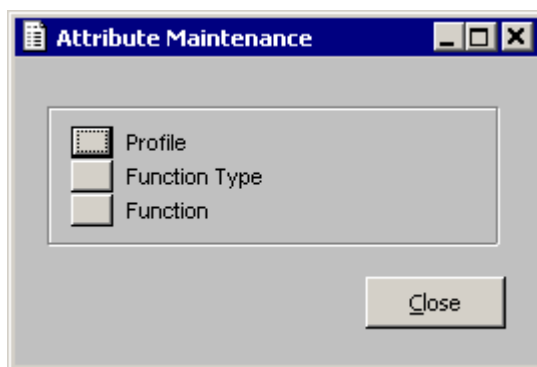 Attribute Maintenance
Profile
Function Type
Function
Close